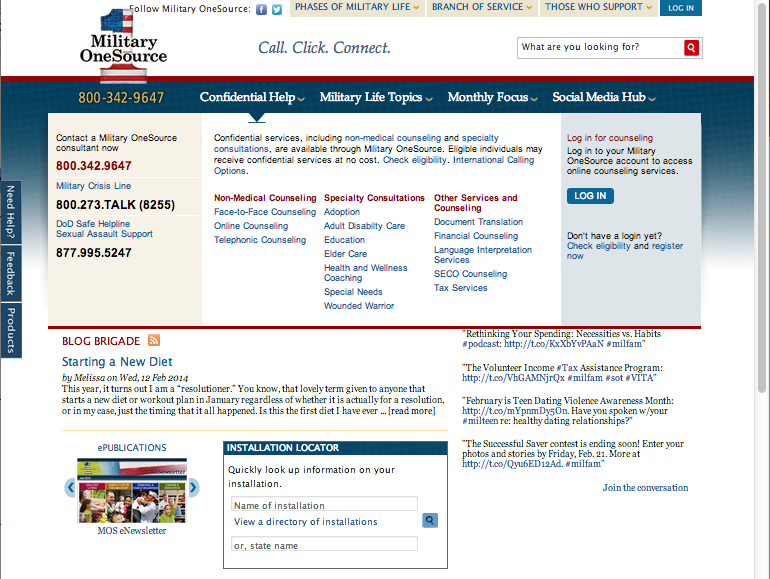 Follow Military OneSource:
PHASES OF MILITARY LIFE
BRANCH OF SERVICE
THOSE WHO SUPPORT
LOG IN
Military
OneSource
Call. Click. Connect.
What are you looking for?
800-342-9647
Confidential Help
Military Life Topics
Monthly Focus
Social Media Hub
Contact a Military OneSource
consultant now
800.342.9647
Military Crisis Line
800.273.TALK (8255)
DoD Safe Helpline
Sexual Assault Support
877.995.5247
Confidential services, including non-medical counseling and specialty
consultations, are available through Military OneSource. Eligible individuals may
receive confidential services at no cost. Check eligibility. International Calling
Options.
Non-Medical Counseling
Face-to-Face Counseling
Online Counseling
Telephonic Counseling
Specialty Consultations
Adoption
Adult Disabilty Care
Education
Elder Care
Health and Wellness
Coaching
Special Needs
Wounded Warrior
Other Services and
Counseling
Document Translation
Financial Counseling
Language Interpretation
Services
SECO Counseling
Tax Services
Log in for counseling
Log in to your Military
OneSource account to access
online counseling services.
LOG IN
Don't have a login yet?
Check eligibility and register
now
Need Help?
Feedback
Products
BLOG BRIGADE
Starting a New Diet
by Melissa on Wed, 12 Feb 2014
This year, it turns out I am a “resolutioner.” You know, that lovely term given to anyone that
starts a new diet or workout plan in January regardless of whether it is actually for a resolution,
or in my case, just the timing that it all happened. Is this the first diet I have ever ... [read more]
"Rethinking Your Spending: Necessities vs. Habits
#podcast: http://t.co/KxXbYvPAaN #milfam"
"The Volunteer Income #Tax Assistance Program:
http://t.co/VhGAMNjrQx #milfam #sot #VITA"
"February is Teen Dating Violence Awareness Month:
http://t.co/mYpnmDy5On. Have you spoken w/your
#milteen re: healthy dating relationships?"
"The Successful Saver contest is ending soon! Enter your
photos and stories by Friday, Feb. 21. More at
http://t.co/Qyu6ED12Ad. #milfam"
Join the conversation
ePUBLICATIONS
MOS eNewsletter
INSTALLATION LOCATOR
Quickly look up information on your
installation.
Name of installation
View a directory of installations
or, state name